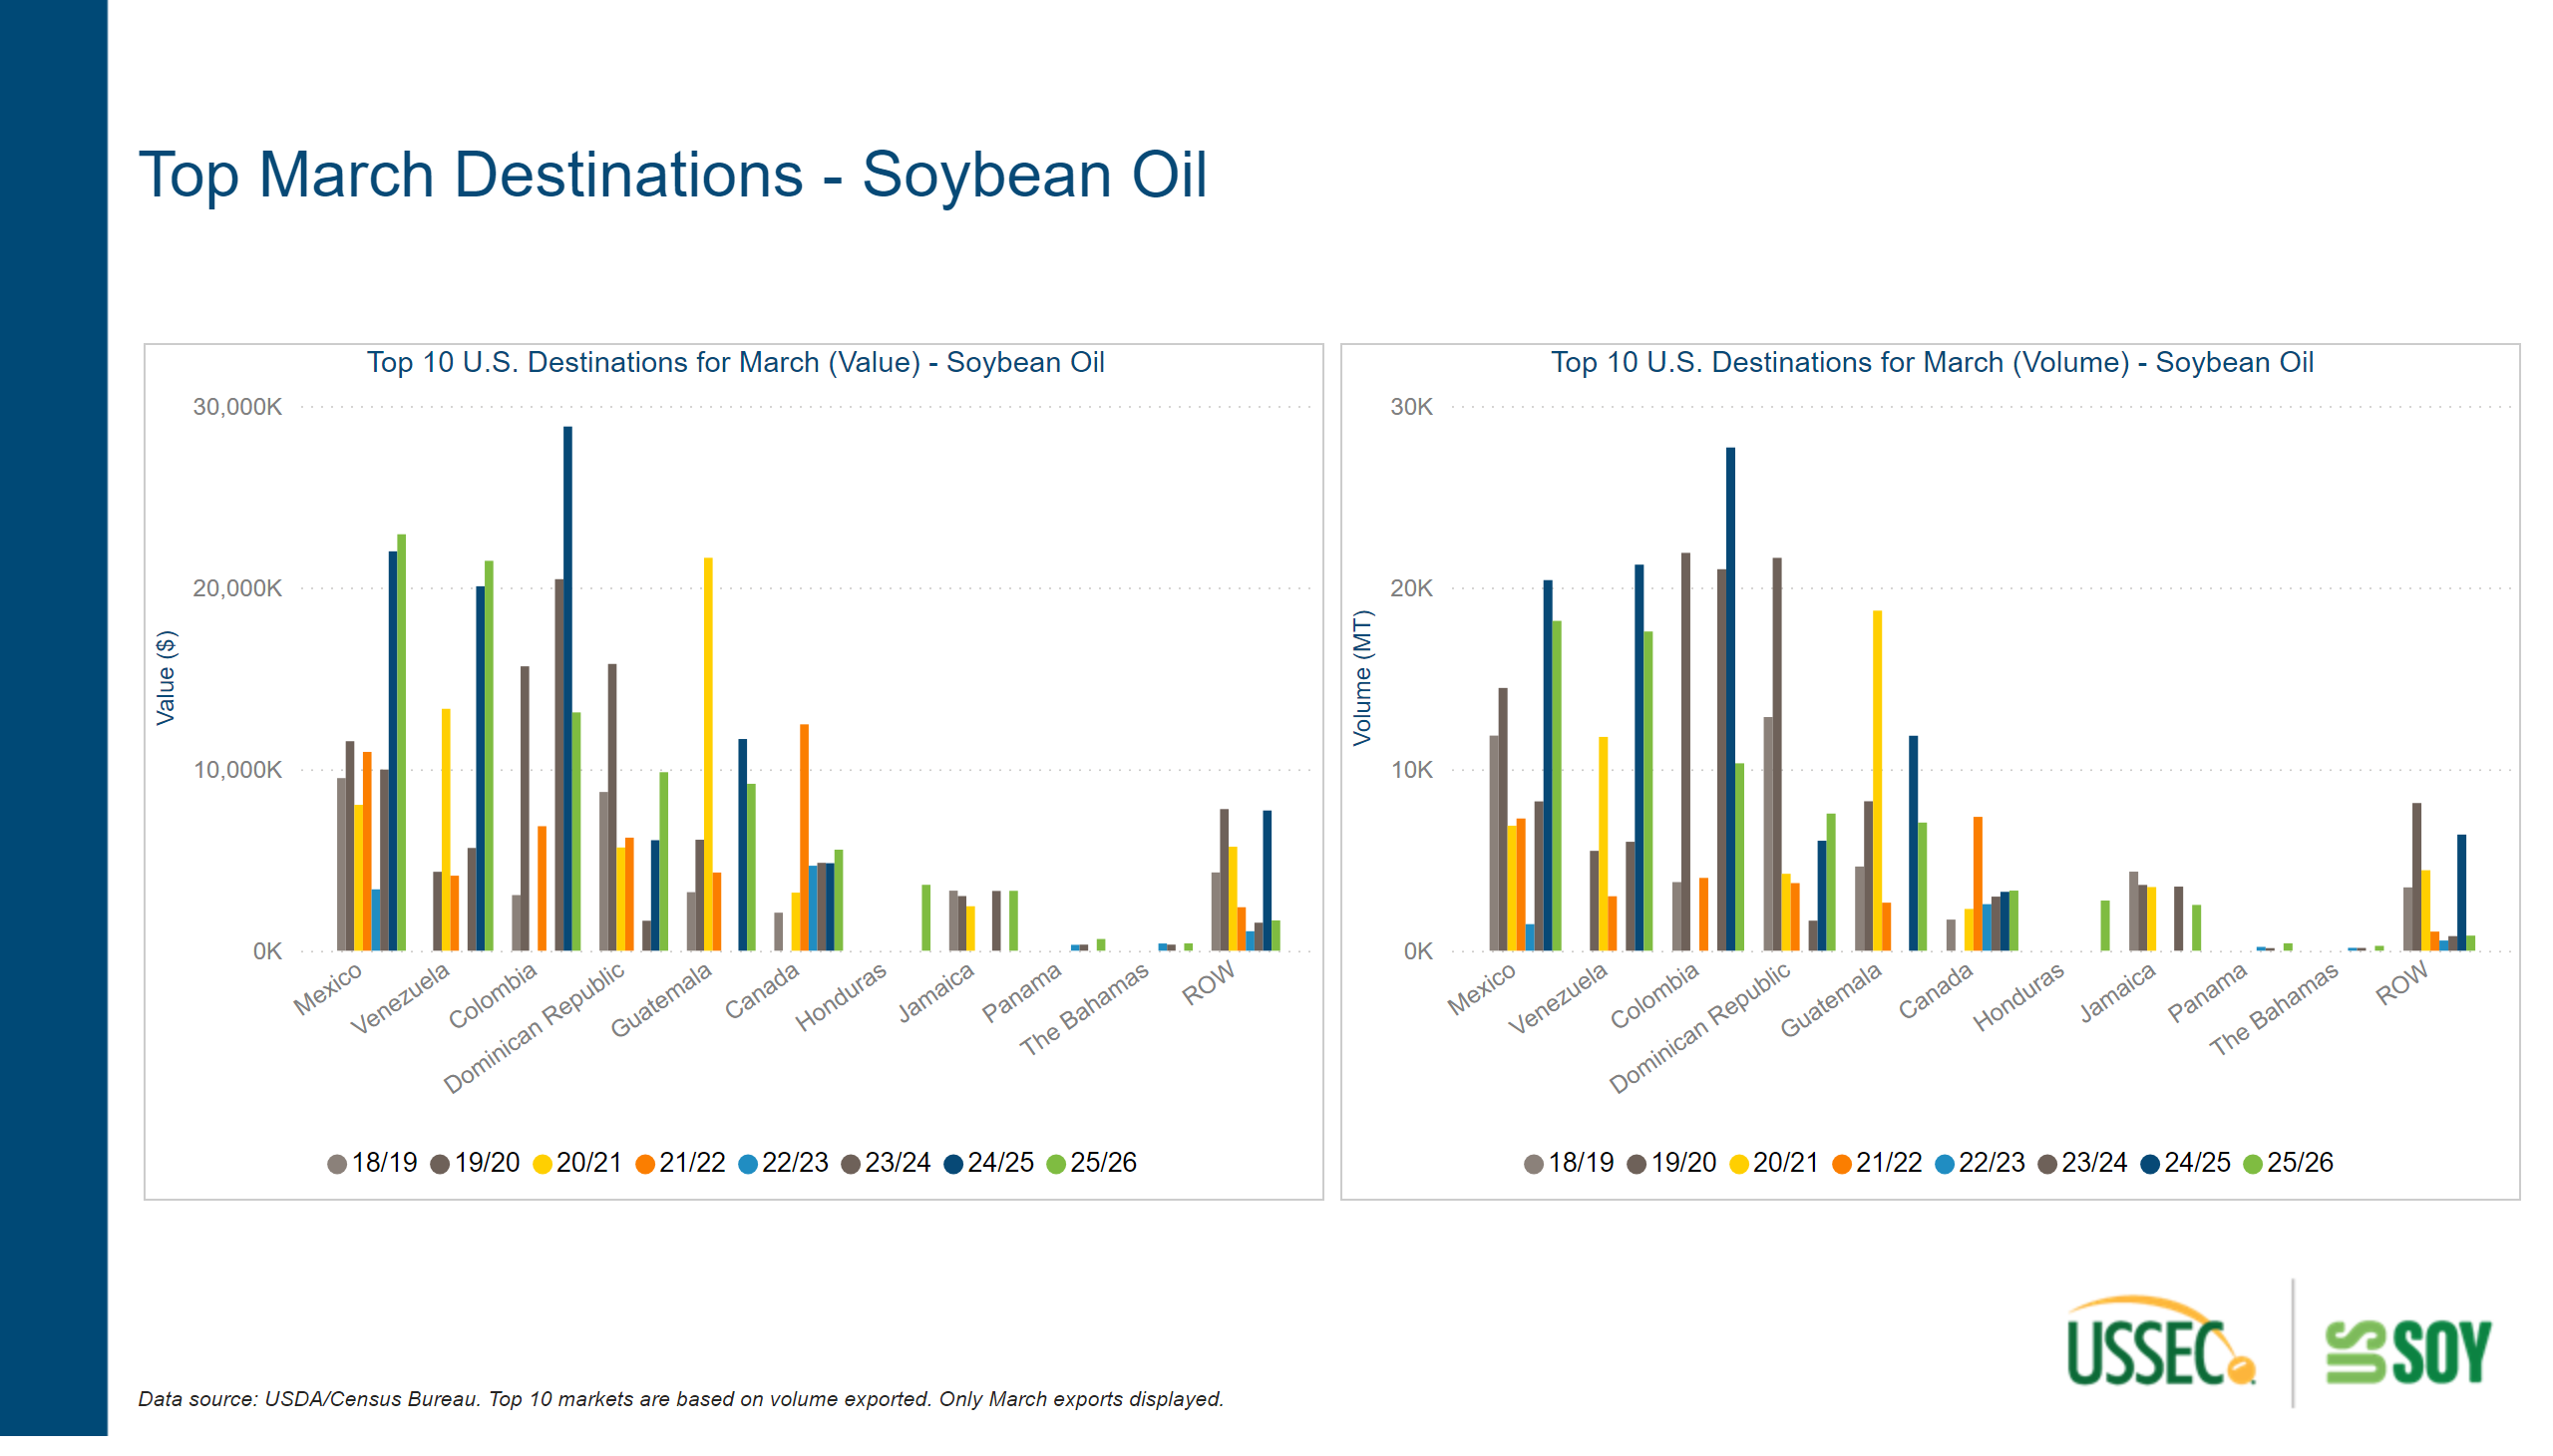 Top March Destinations - Soybean Oil
Top 10 U.S. Destinations for March (Value) - Soybean Oil
30,000K
20,000K
10,000K
0K
Value ($)
Mexico
Venezuela
Colombia
Dominican Republic
Guatemala
Canada
Honduras
Jamaica
Panama
The Bahamas
ROW
18/19 19/20 20/21 21/22 22/23 23/24 24/25 25/26
Top 10 U.S. Destinations for March (Volume) - Soybean Oil
30K
20K
10K
0K
Volume (MT)
Mexico
Venezuela
Colombia
Dominican Republic
Guatemala
Canada
Honduras
Jamaica
Panama
The Bahamas
ROW
18/19 19/20 20/21 21/22 22/23 23/24 24/25 25/26
USSEC
US SOY
Data source: USDA/Census Bureau. Top 10 markets are based on volume exported. Only March exports displayed.